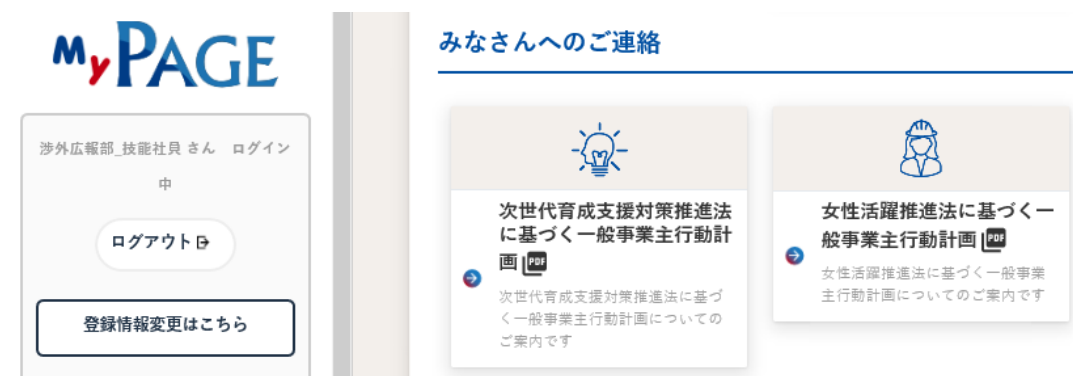 MyPAGE
渉外広報部_技能社員 さん ログイン
中
ログアウト
登録情報変更はこちら
みなさんへのご連絡
次世代育成支援対策推進法
に基づく一般事業主行動計
画 PDF
次世代育成支援対策推進法に基づ
く一般事業主行動計画についての
ご案内です
女性活躍推進法に基づく一
般事業主行動計画 PDF
女性活躍推進法に基づく一般事業
主行動計画についてのご案内です